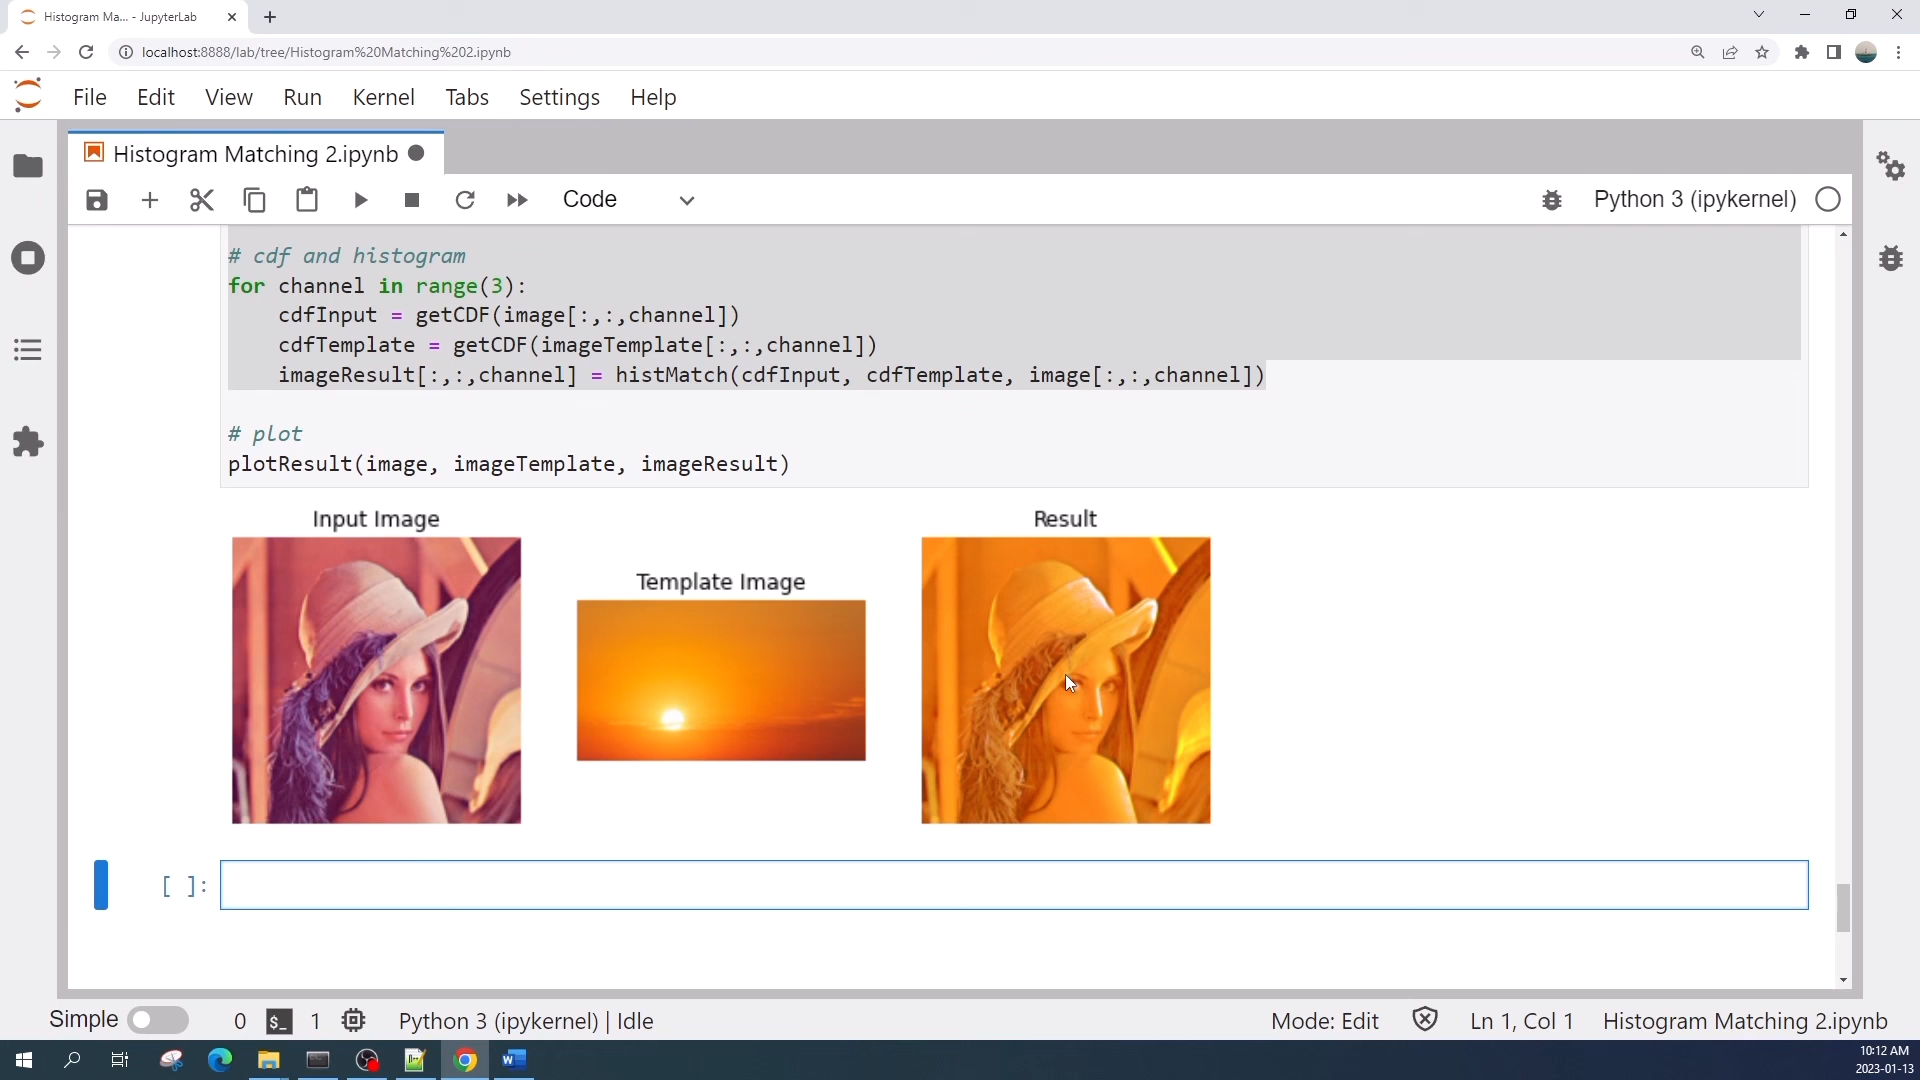 Histogram Ma... - JupyterLab
localhost:8888/lab/tree/Histogram%20Matching%202.ipynb
File Edit View Run Kernel Tabs Settings Help
Histogram Matching 2.ipynb
Code
Python 3 (ipykernel)
# cdf and histogram
for channel in range(3):
    cdfInput = getCDF(image[:,:,channel])
    cdfTemplate = getCDF(imageTemplate[:,:,channel])
    imageResult[:,:,channel] = histMatch(cdfInput, cdfTemplate, image[:,:,channel])
# plot
plotResult(image, imageTemplate, imageResult)
Input Image
Template Image
Result
[ ]:
Simple 0 $_ 1 Python 3 (ipykernel) | Idle Mode: Edit Ln 1, Col 1 Histogram Matching 2.ipynb
10:12 AM
2023-01-13